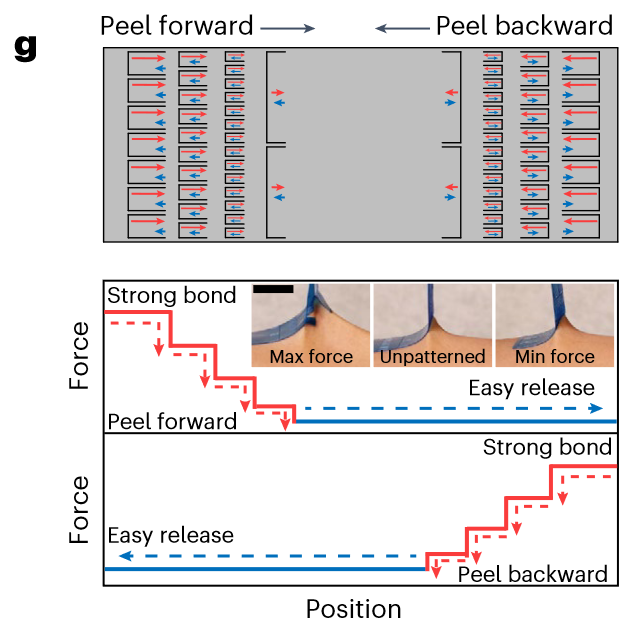 g
Peel forward
Peel backward
Force
Strong bond
Max force
Unpatterned
Min force
Easy release
Peel forward
Force
Strong bond
Easy release
Peel backward
Position